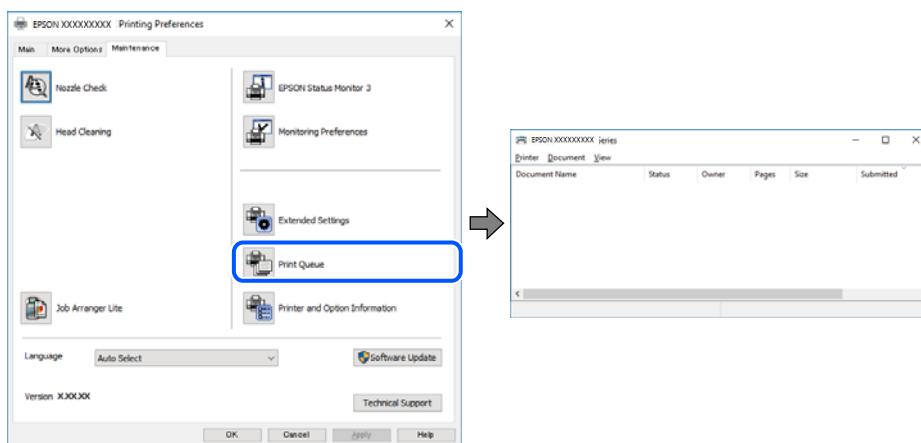 EPSON XXXXXXXXX Printing Preferences
Main More Options Maintenance
Nozzle Check
EPSON Status Monitor 3
Head Cleaning
Monitoring Preferences
Extended Settings
Print Queue
Job Arranger Lite
Printer and Option Information
Language
Auto Select
Software Update
Version X.XX.XX
Technical Support
OK Cancel Apply Help
EPSON XXXXXXXXX ieries
Printer Document View
Document Name Status Owner Pages Size Submitted